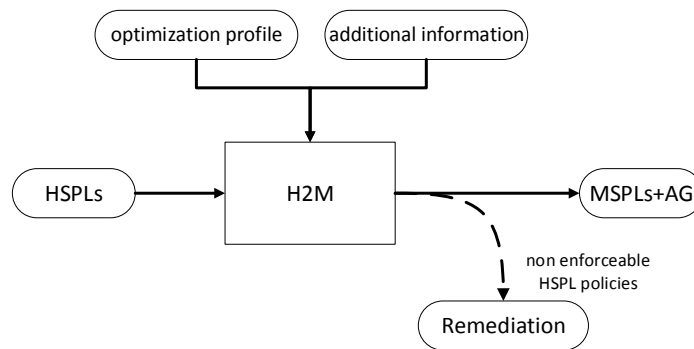 optimization profile
additional information
HSPLs
H2M
MSPLs+AG
non enforceable
HSPL policies
Remediation